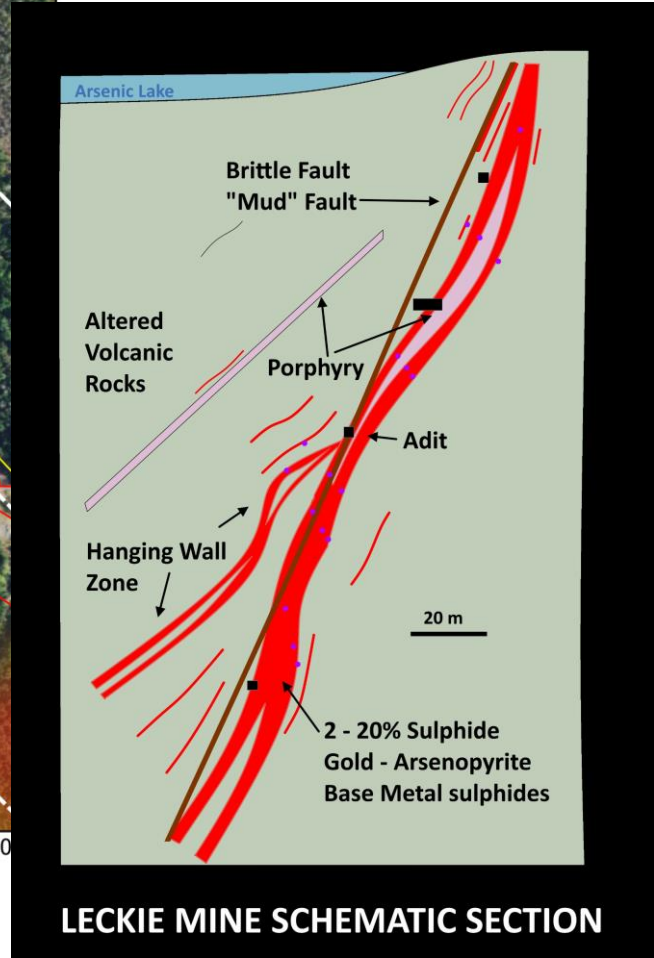 Arsenic Lake
Brittle Fault
"Mud" Fault
Altered
Volcanic
Rocks
Porphyry
Adit
Hanging Wall
Zone
20 m
2 - 20% Sulphide
Gold - Arsenopyrite
Base Metal sulphides
0
LECKIE MINE SCHEMATIC SECTION